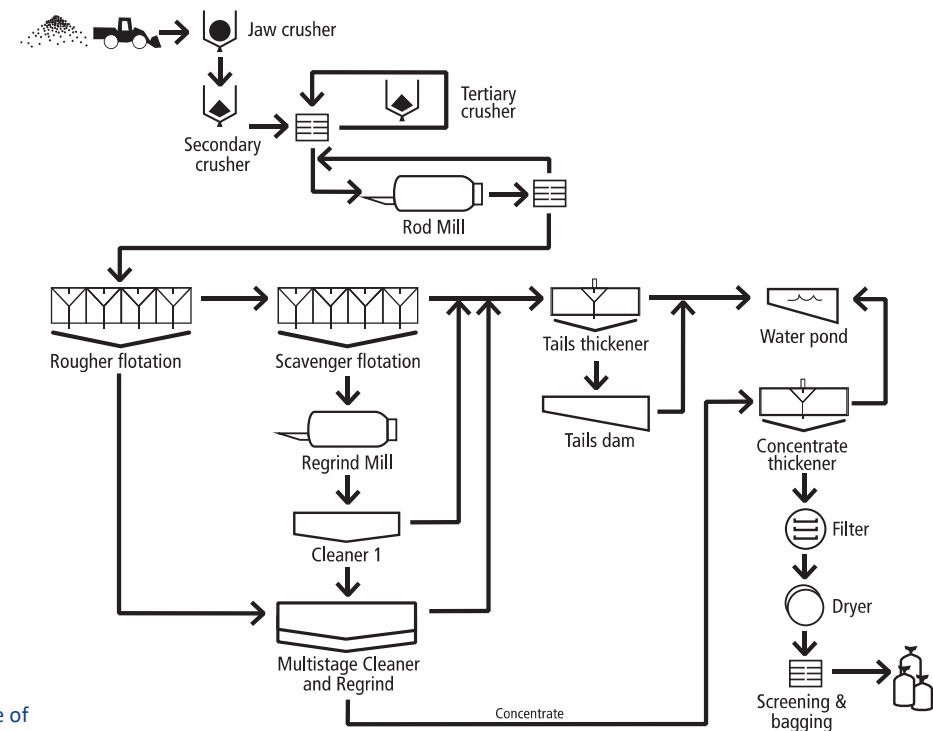 Jaw crusher
Tertiary
crusher
Secondary
crusher
Rod Mill
Rougher flotation
Scavenger flotation
Tails thickener
Water pond
Tails dam
Regrind Mill
Concentrate
thickener
Cleaner 1
Filter
Dryer
Multistage Cleaner
and Regrind
Screening &
bagging
Concentrate
e of